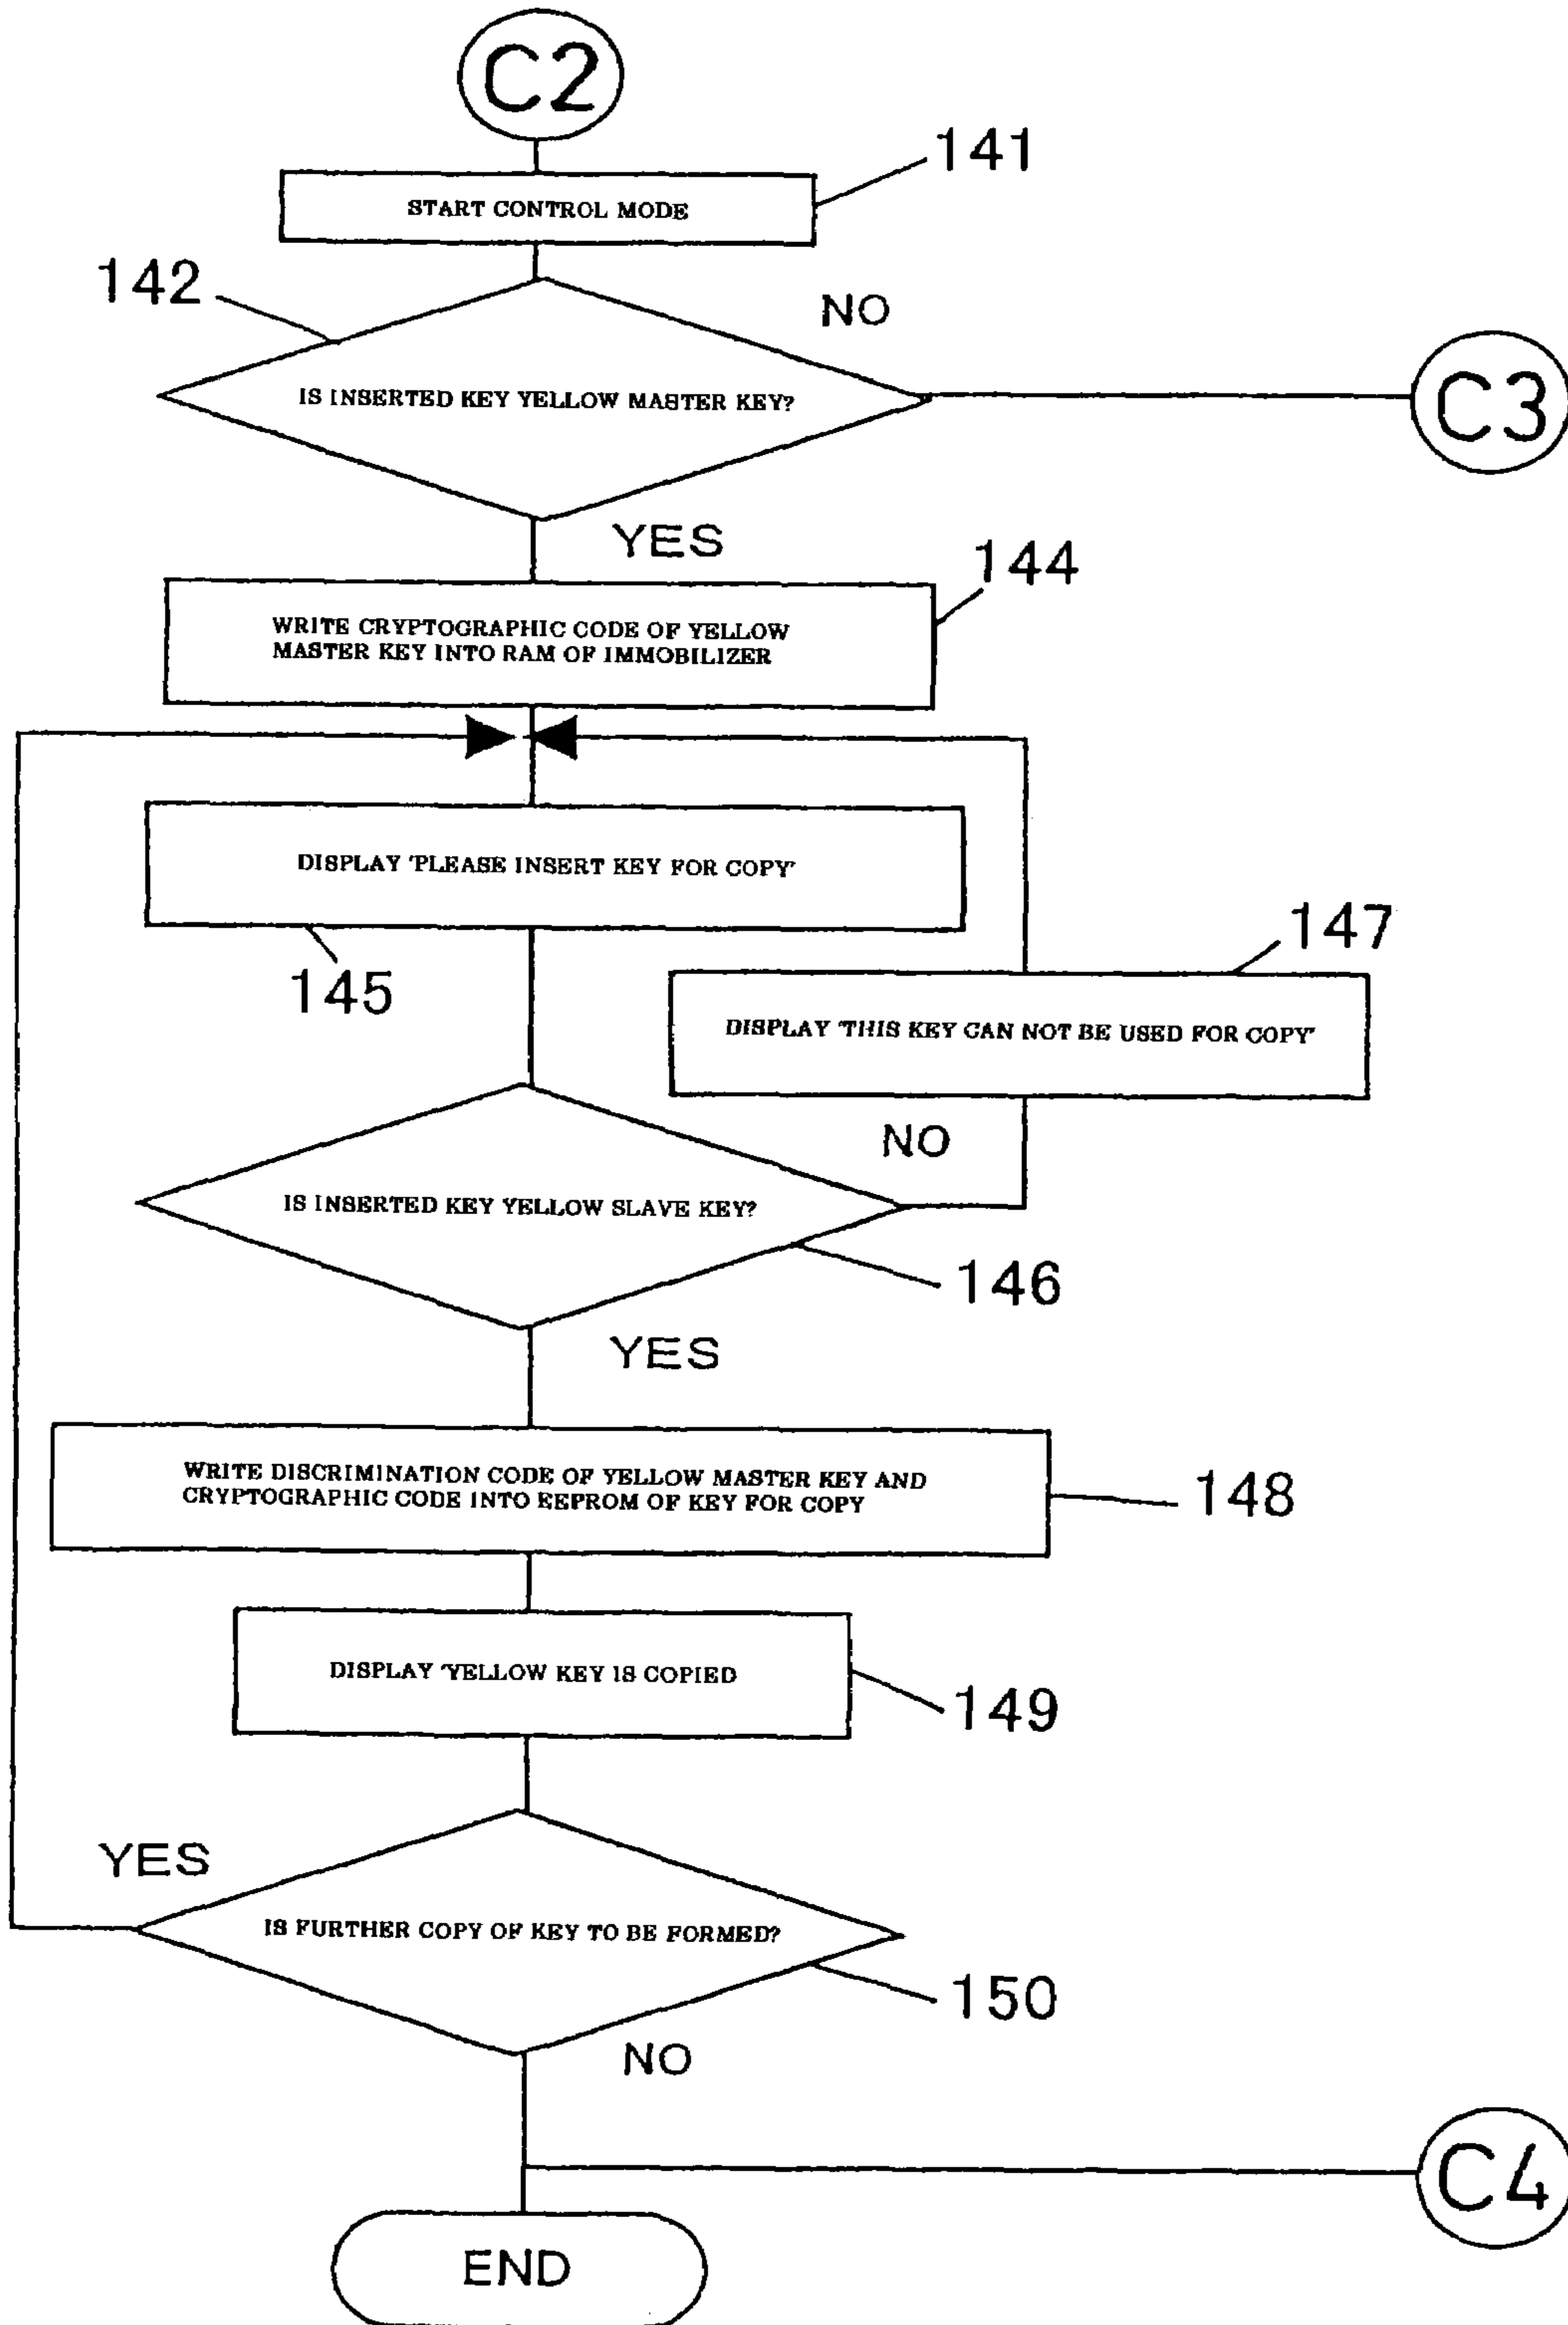 C2
141
START CONTROL MODE
142
NO
IS INSERTED KEY YELLOW MASTER KEY?
C3
YES
144
WRITE CRYPTOGRAPHIC CODE OF YELLOW
MASTER KEY INTO RAM OF IMMOBILIZER
DISPLAY 'PLEASE INSERT KEY FOR COPY'
145
147
DISPLAY 'THIS KEY CAN NOT BE USED FOR COPY'
NO
IS INSERTED KEY YELLOW SLAVE KEY?
146
YES
WRITE DISCRIMINATION CODE OF YELLOW MASTER KEY AND
CRYPTOGRAPHIC CODE INTO EEPROM OF KEY FOR COPY
148
DISPLAY 'YELLOW KEY IS COPIED
149
YES
IS FURTHER COPY OF KEY TO BE FORMED?
150
NO
C4
END